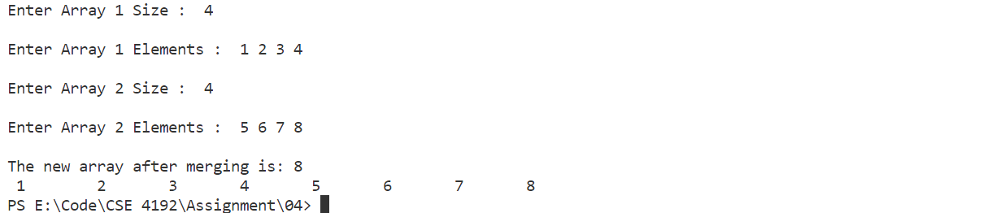 Enter Array 1 Size :  4
Enter Array 1 Elements :  1 2 3 4
Enter Array 2 Size :  4
Enter Array 2 Elements :  5 6 7 8
The new array after merging is: 8
 1        2       3       4       5       6       7       8
PS E:\Code\CSE 4192\Assignment\04>